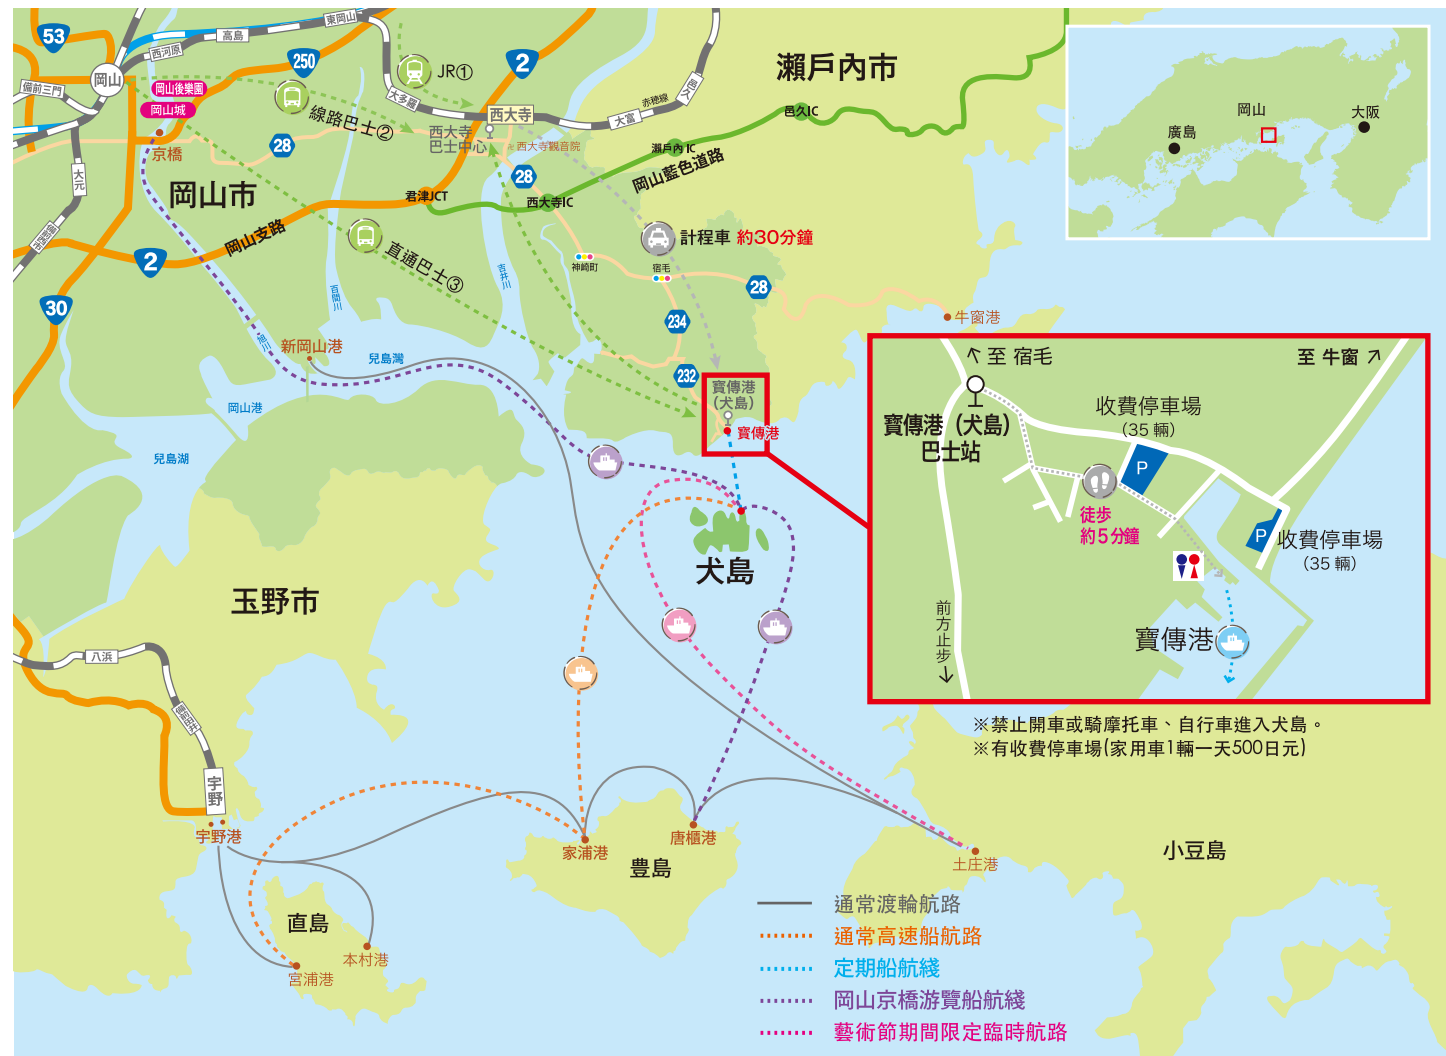 53
西河原
高島
東岡山
250
2
JR①
瀨戶內市
岡山
備前三門
岡山後樂園
岡山城
線路巴士②
大多羅
西大寺
西大寺
巴士中心
大富
赤穂線
邑久
邑久IC
岡山
大阪
廣島
京橋
28
西大寺観音院
瀨戶內 IC
岡山藍色道路
28
大元
岡山市
君津JCT
西大寺IC
備前西市
岡山支路
2
直通巴士③
計程車 約30分鐘
吉井川
神崎町
宿毛
28
30
百間川
234
牛窗港
旭川
新岡山港
兒島灣
232
寶傳港
(犬島)
寶傳港
岡山港
兒島湖
至 宿毛
至 牛窗
寶傳港（犬島）
巴士站
收費停車場
（35 輛）
P
徒歩
約5分鐘
P
收費停車場
（35 輛）
前方止步
寶傳港
犬島
玉野市
八浜
備前田井
宇野
宇野港
※禁止開車或騎摩托車、自行車進入犬島。
※有收費停車場(家用車1輛一天500日元)
家浦港
唐櫃港
豊島
土庄港
小豆島
直島
本村港
宮浦港
通常渡輪航路
通常高速船航路
定期船航綫
岡山京橋游覽船航綫
藝術節期間限定臨時航路